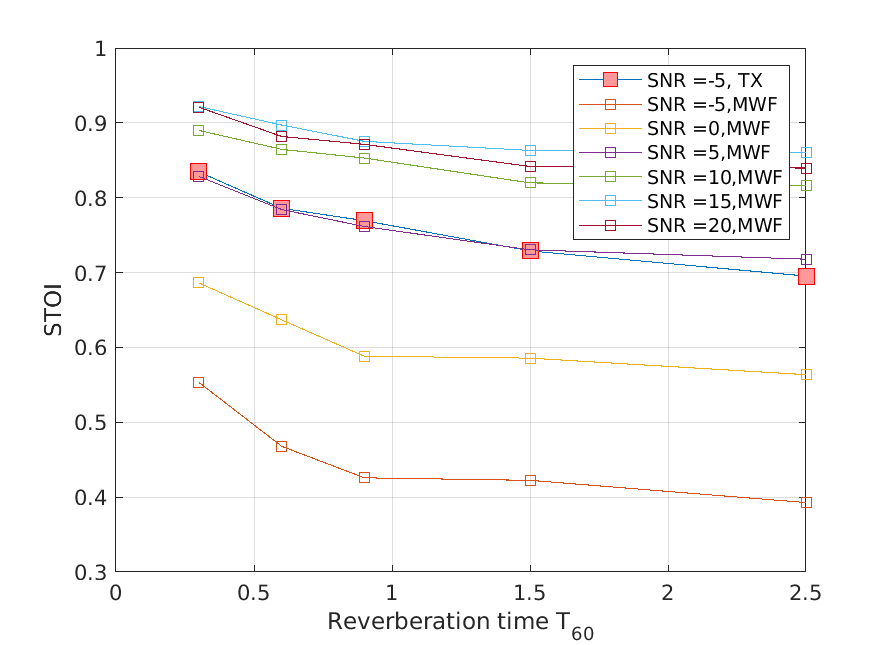 1
0.9
0.8
0.7
0.6
0.5
0.4
0.3
STOI
SNR =-5, TX
SNR =-5,MWF
SNR =0,MWF
SNR =5,MWF
SNR =10,MWF
SNR =15,MWF
SNR =20,MWF
0 0.5 1 1.5 2 2.5
Reverberation time T60